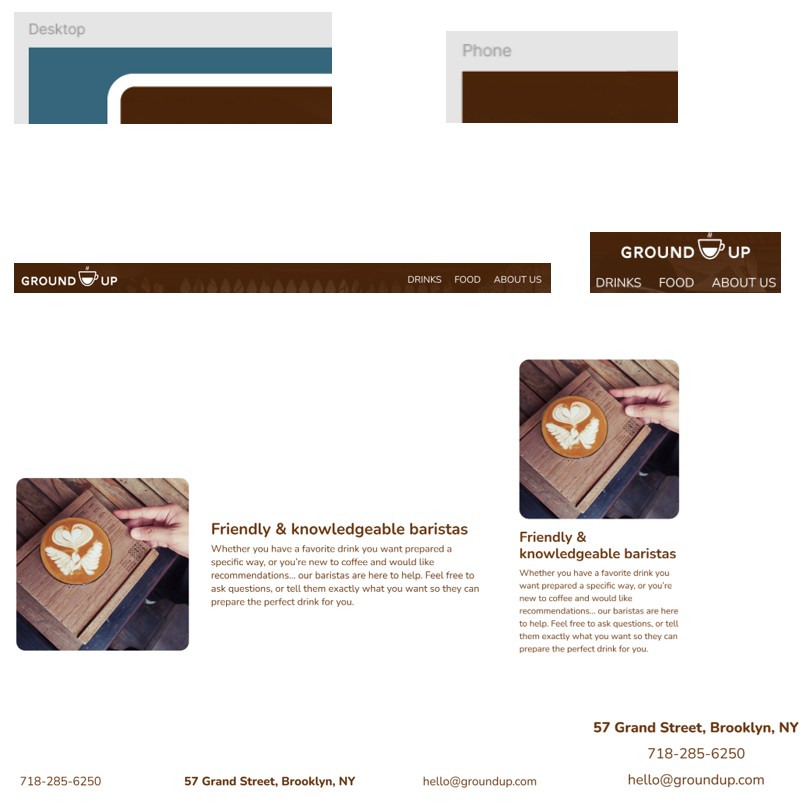 Desktop
Phone
GROUND UP
DRINKS FOOD ABOUT US
GROUND UP
DRINKS FOOD ABOUT US
Friendly & knowledgeable baristas
Whether you have a favorite drink you want prepared a
specific way, or you're new to coffee and would like
recommendations... our baristas are here to help. Feel free to
ask questions, or tell them exactly what you want so they can
prepare the perfect drink for you.
Friendly &
knowledgeable baristas
Whether you have a favorite drink you
want prepared a specific way, or you're
new to coffee and would like
recommendations... our baristas are here
to help. Feel free to ask questions, or tell
them exactly what you want so they can
prepare the perfect drink for you.
718-285-6250
57 Grand Street, Brooklyn, NY
hello@groundup.com
57 Grand Street, Brooklyn, NY
718-285-6250
hello@groundup.com